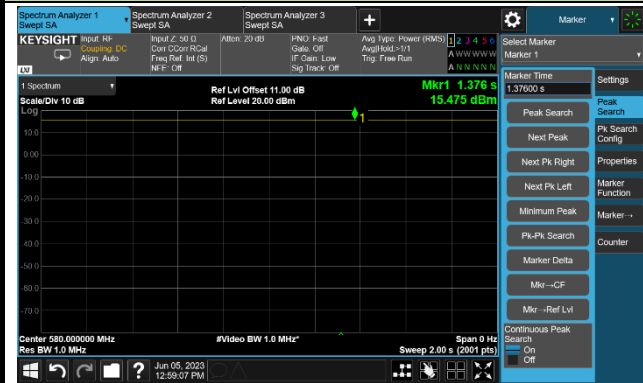 Spectrum Analyzer 1
Swept SA
Spectrum Analyzer 2
Swept SA
Spectrum Analyzer 3
Swept SA
+
Marker
KEYSIGHT
Input: RF
Coupling: DC
Align: Auto
Input Z: 50 Ω
Corr CCorr RCal
Freq Ref: Int (S)
NFE: Off
Atten: 20 dB
PNO: Fast
Gate: Off
IF Gain: Low
Sig Track: Off
Avg Type: Power (RMS)
Avg|Hold:>1/1
Trig: Free Run
1 2 3 4 5 6
A W W W W W
A N N N N N
LXI
Select Marker
Marker 1
1 Spectrum
Scale/Div 10 dB
Log
Ref Lvl Offset 11.00 dB
Ref Level 20.00 dBm
Mkr1 1.376 s
15.475 dBm
1
10.0
0.00
-10.0
-20.0
-30.0
-40.0
-50.0
-60.0
-70.0
Center 580.000000 MHz
Res BW 1.0 MHz
#Video BW 1.0 MHz*
Span 0 Hz
Sweep 2.00 s (2001 pts)
Marker Time
1.37600 s
Peak Search
Next Peak
Next Pk Right
Next Pk Left
Minimum Peak
Pk-Pk Search
Marker Delta
Mkr→CF
Mkr→Ref Lvl
Continuous Peak
Search
On
Off
Settings
Peak
Search
Pk Search
Config
Properties
Marker
Function
Marker→
Counter
?
Jun 05, 2023
12:59:07 PM